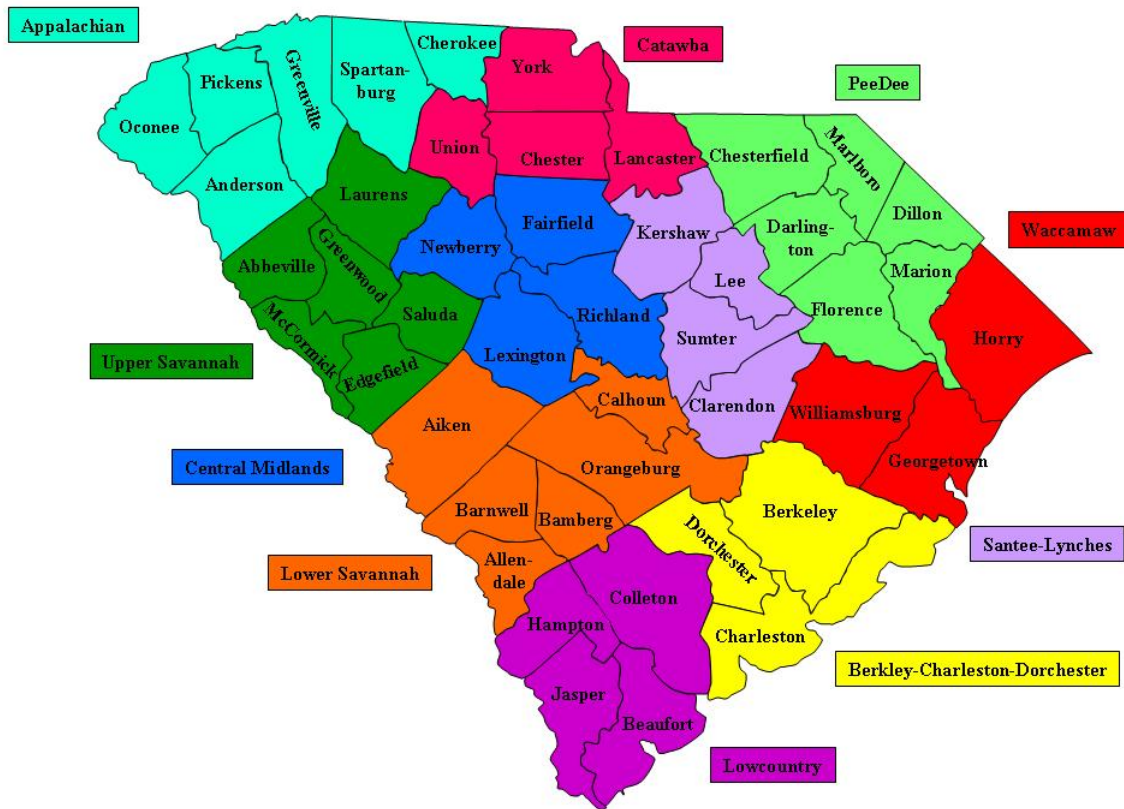 Appalachian
Cherokee
Catawba
Greenville
Pickens
Spartan-
burg
York
PeeDee
Oconee
Union
Chester
Lancaster
Chesterfield
Marlboro
Anderson
Laurens
Dillon
Fairfield
Kershaw
Darling-
ton
Waccamaw
Newberry
Abbeville
Greenwood
Lee
Marion
Saluda
Richland
Florence
McCormick
Sumter
Horry
Upper Savannah
Edgefield
Lexington
Calhoun
Clarendon
Williamsburg
Aiken
Central Midlands
Orangeburg
Georgetown
Barnwell
Bamberg
Berkeley
Dorchester
Santee-Lynches
Lower Savannah
Allen-
dale
Colleton
Hampton
Charleston
Berkley-Charleston-Dorchester
Jasper
Beaufort
Lowcountry